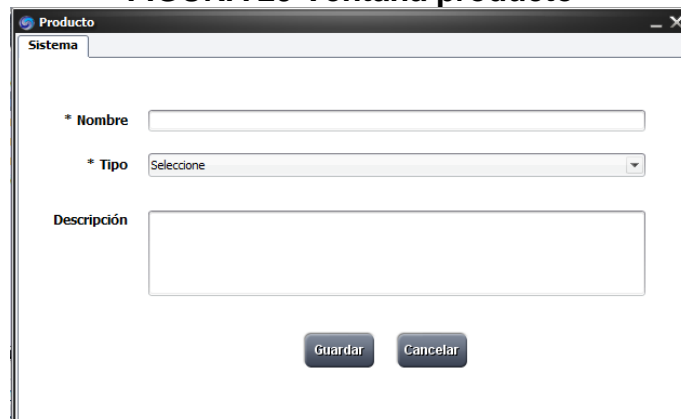 Producto
Sistema
* Nombre
* Tipo
Seleccione
Descripción
Guardar
Cancelar